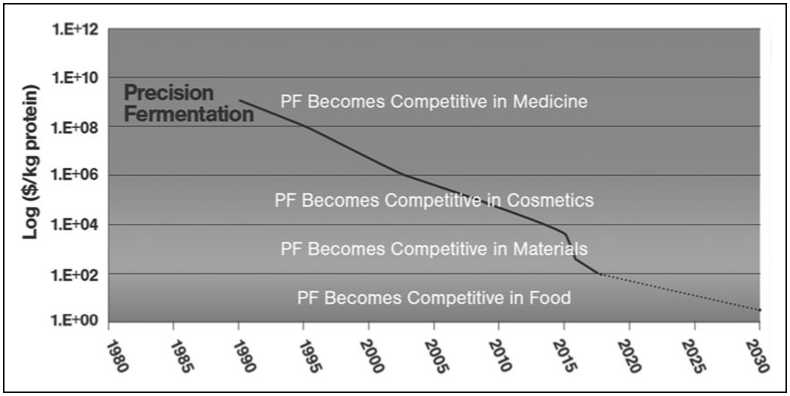 Log ($/kg protein)
1.E+12
1.E+10
1.E+08
1.E+06
1.E+04
1.E+02
1.E+00
Precision
Fermentation
PF Becomes Competitive in Medicine
PF Becomes Competitive in Cosmetics
PF Becomes Competitive in Materials
PF Becomes Competitive in Food
1980
1985
1990
1995
2000
2005
2010
2015
2020
2025
2030